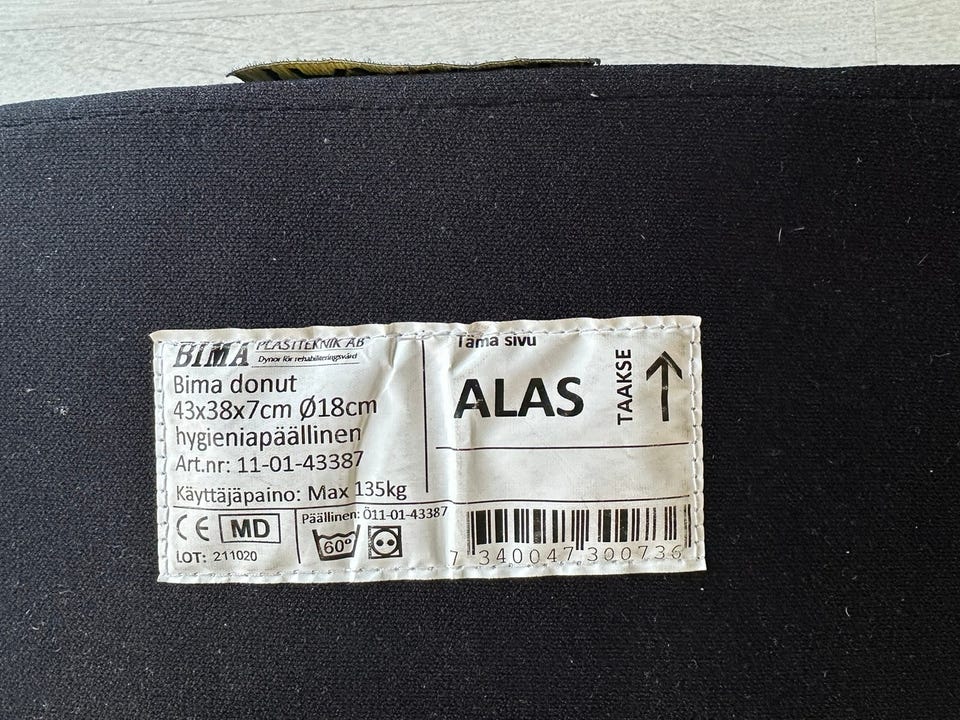 BIMA PLASTTEKNIK AB
Dynor för rehabiliteringsvård
Bima donut
43x38x7cm Ø18cm
hygieniapäällinen
Art.nr: 11-01-43387
Käyttäjäpaino: Max 135kg
CE MD
LOT: 211020
Päällinen: Ö11-01-43387
60°
Tämä sivu
ALAS
TAAKSE
7 340047 300736